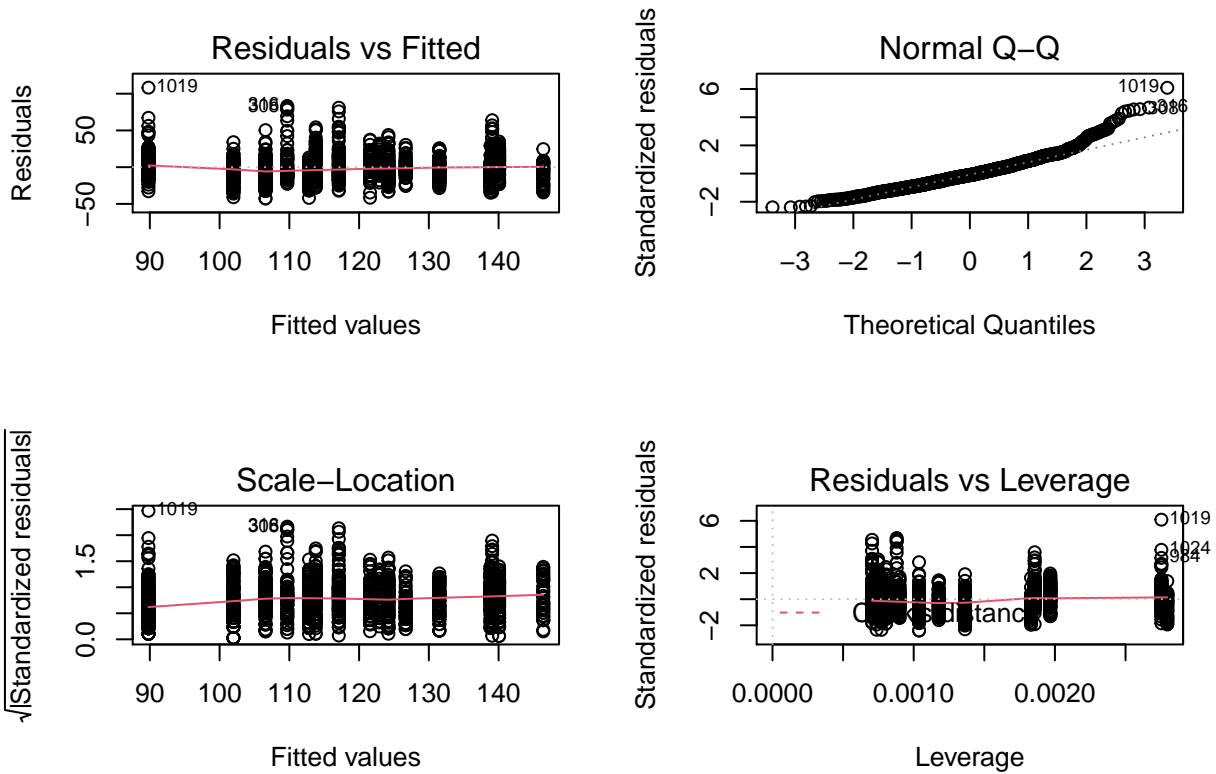 Residuals vs Fitted
Residuals
50
−50
1019
90 100 110 120 130 140
Fitted values
Normal Q−Q
Standardized residuals
6
2
−2
1019
−3 −2 −1 0 1 2 3
Theoretical Quantiles
Scale−Location
√|Standardized residuals|
1.5
0.0
1019
90 100 110 120 130 140
Fitted values
Residuals vs Leverage
Standardized residuals
6
2
−2
1019
1024
0.0000 0.0010 0.0020
Leverage